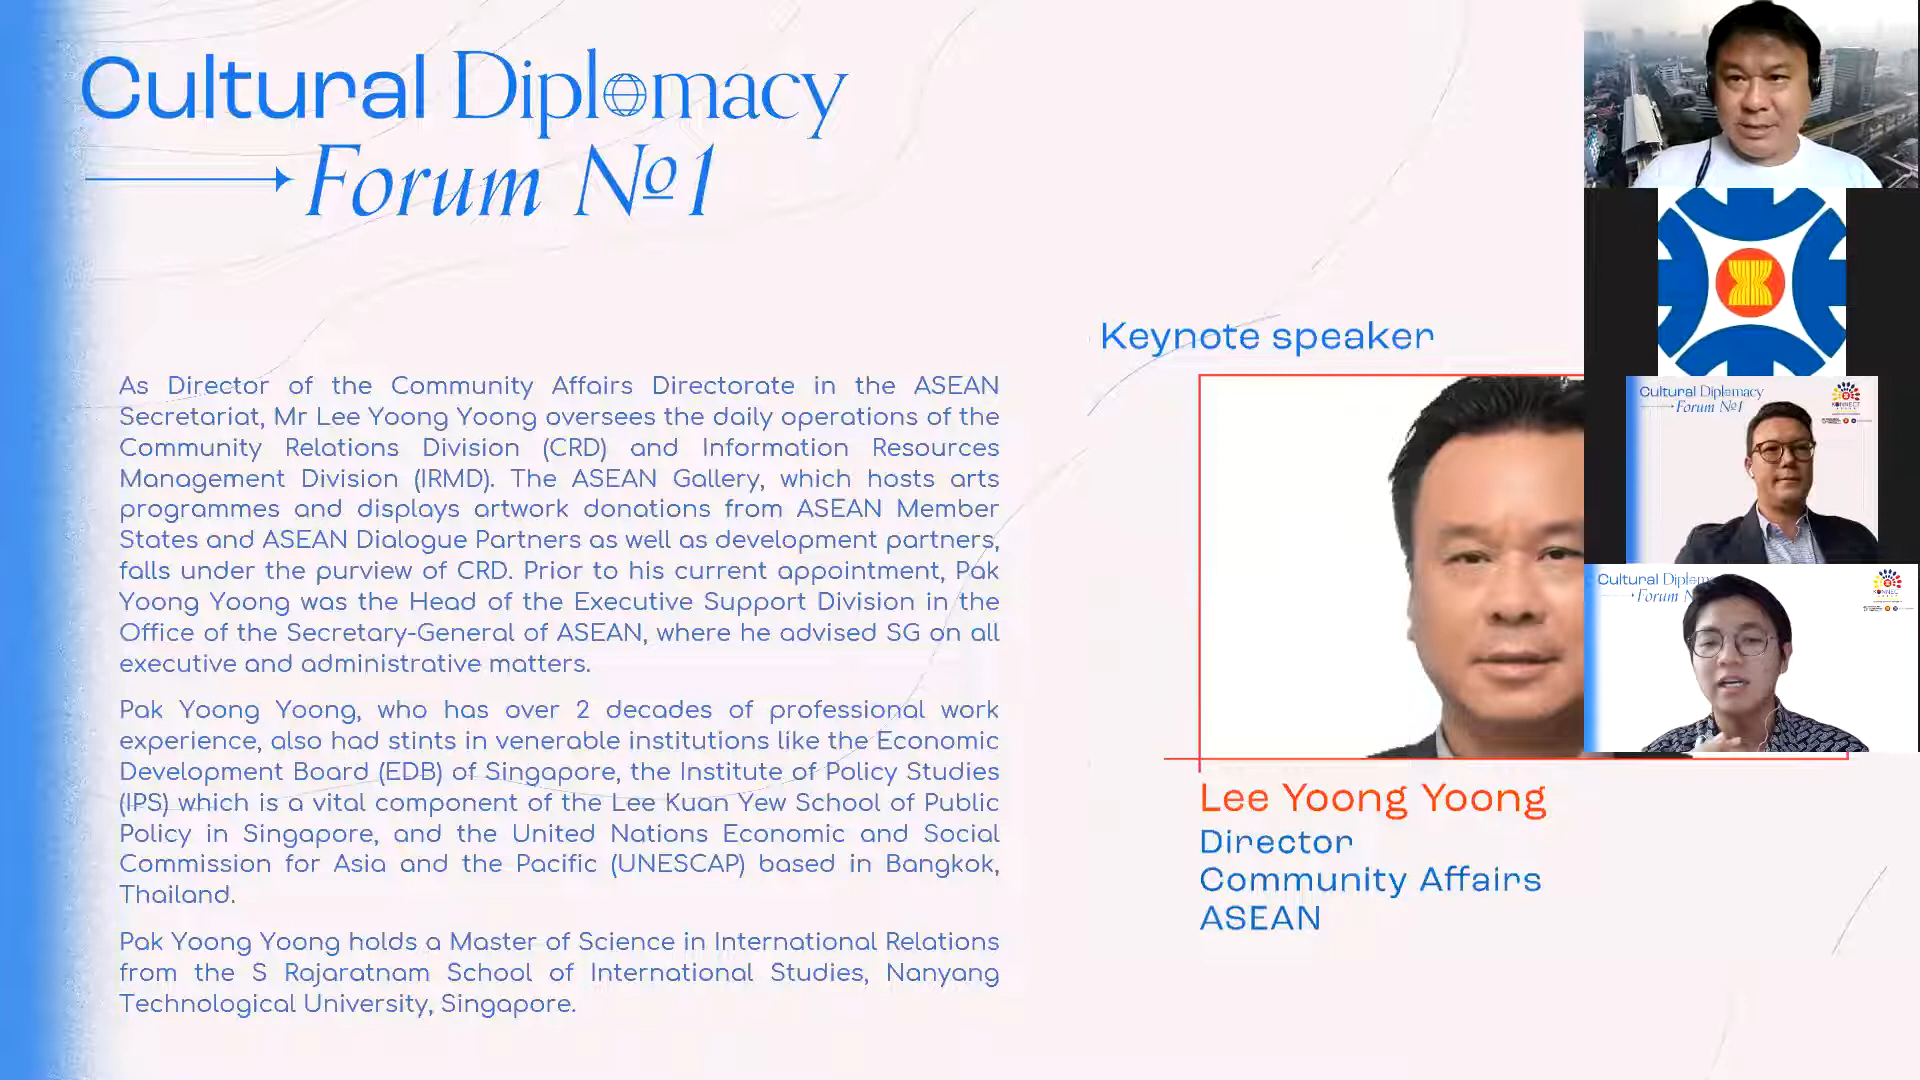 Cultural Diplomacy
Forum №1
Keynote speaker
As Director of the Community Affairs Directorate in the ASEAN
Secretariat, Mr Lee Yoong Yoong oversees the daily operations of the
Community Relations Division (CRD) and Information Resources
Management Division (IRMD). The ASEAN Gallery, which hosts arts
programmes and displays artwork donations from ASEAN Member
States and ASEAN Dialogue Partners as well as development partners,
falls under the purview of CRD. Prior to his current appointment, Pak
Yoong Yoong was the Head of the Executive Support Division in the
Office of the Secretary-General of ASEAN, where he advised SG on all
executive and administrative matters.
Pak Yoong Yoong, who has over 2 decades of professional work
experience, also had stints in venerable institutions like the Economic
Development Board (EDB) of Singapore, the Institute of Policy Studies
(IPS) which is a vital component of the Lee Kuan Yew School of Public
Policy in Singapore, and the United Nations Economic and Social
Commission for Asia and the Pacific (UNESCAP) based in Bangkok,
Thailand.
Pak Yoong Yoong holds a Master of Science in International Relations
from the S Rajaratnam School of International Studies, Nanyang
Technological University, Singapore.
Lee Yoong Yoong
Director
Community Affairs
ASEAN
Cultural Diplomacy
Forum №1
KONNECT
Cultural Diplom
Forum N
KONNECT